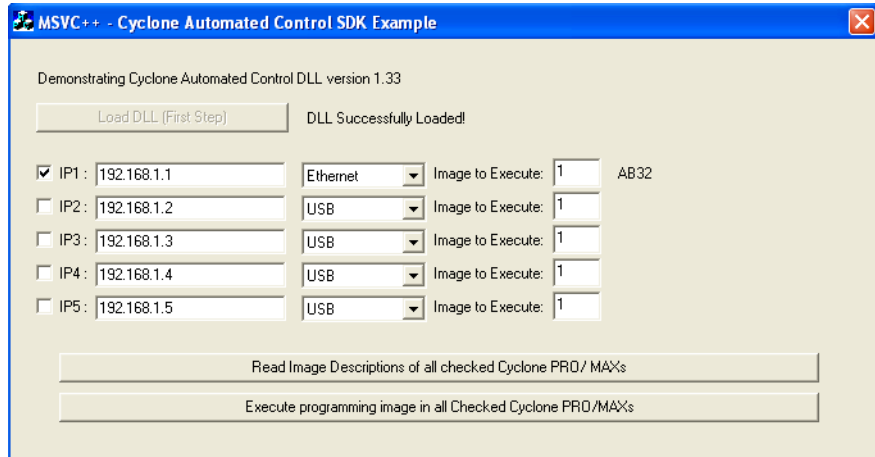 MSVC++ - Cyclone Automated Control SDK Example
Demonstrating Cyclone Automated Control DLL version 1.33
Load DLL (First Step) DLL Successfully Loaded!
IP1 : 192.168.1.1 Ethernet Image to Execute: 1 AB32
IP2 : 192.168.1.2 USB Image to Execute: 1
IP3 : 192.168.1.3 USB Image to Execute: 1
IP4 : 192.168.1.4 USB Image to Execute: 1
IP5 : 192.168.1.5 USB Image to Execute: 1
Read Image Descriptions of all checked Cyclone PRO/ MAXs
Execute programming image in all Checked Cyclone PRO/MAXs